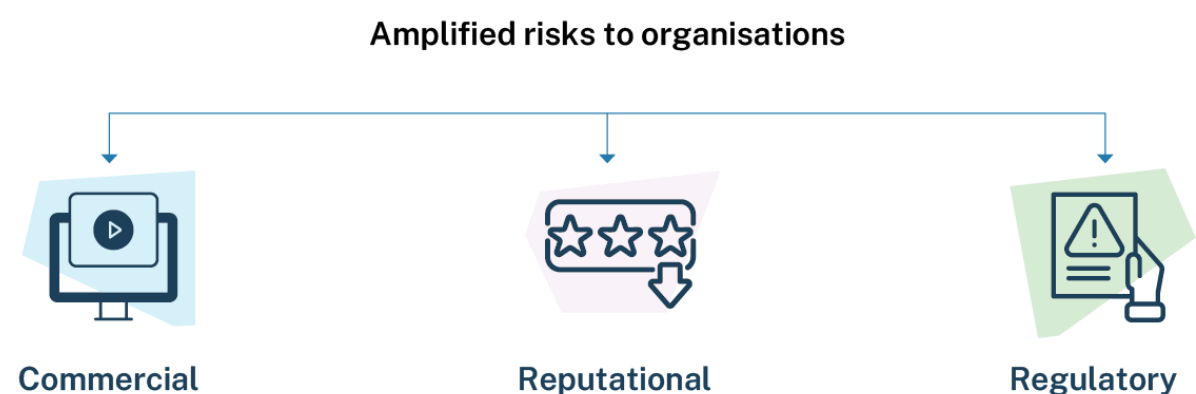 Amplified risks to organisations
Commercial
Reputational
Regulatory